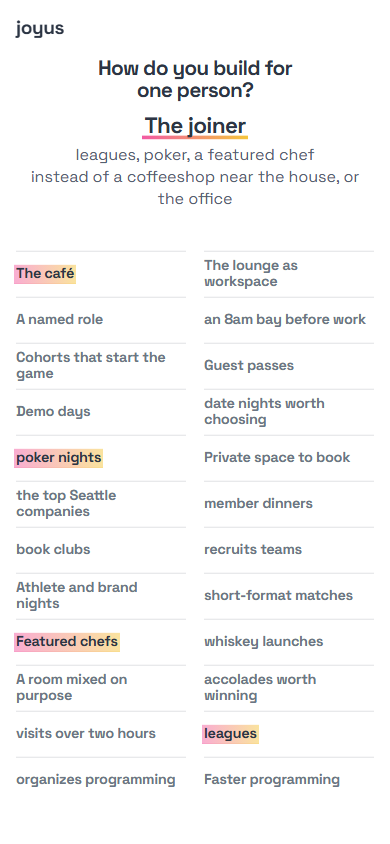 joyus
How do you build for
one person?
The joiner
leagues, poker, a featured chef
instead of a coffeeshop near the house, or
the office
The café
The lounge as
workspace
A named role
an 8am bay before work
Cohorts that start the
game
Guest passes
Demo days
date nights worth
choosing
poker nights
Private space to book
the top Seattle
companies
member dinners
book clubs
recruits teams
Athlete and brand
nights
short-format matches
Featured chefs
whiskey launches
A room mixed on
purpose
accolades worth
winning
visits over two hours
leagues
organizes programming
Faster programming